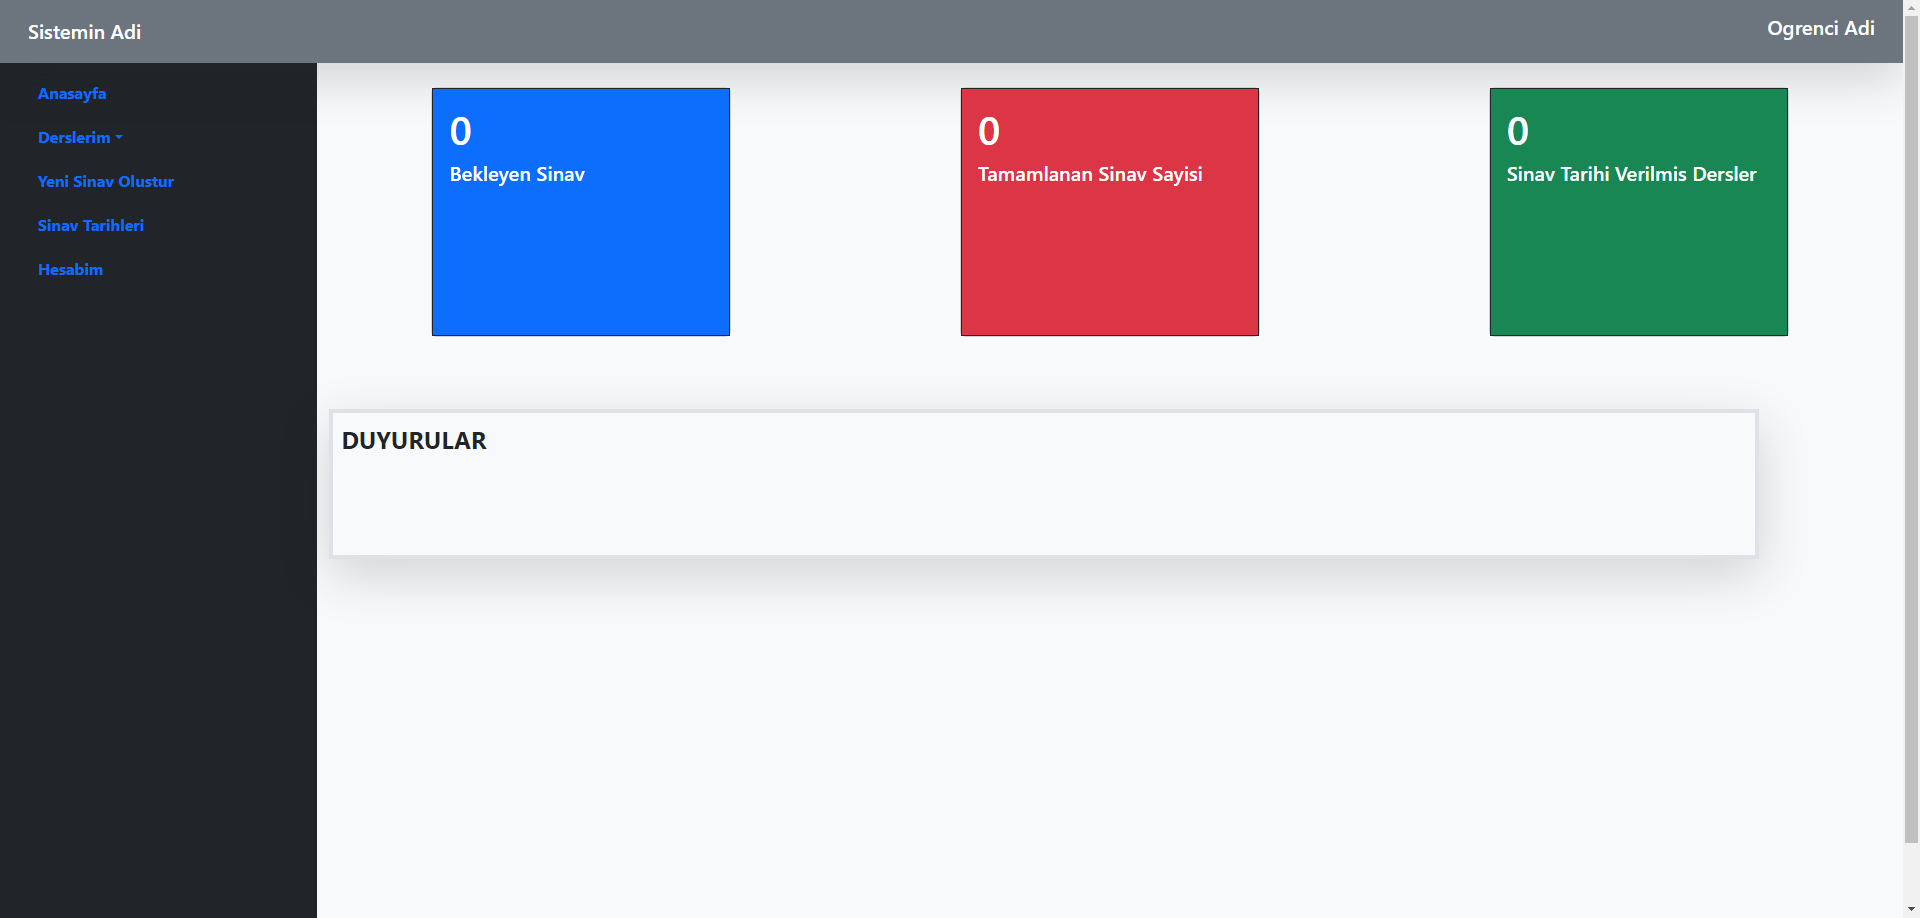 Sistemin Adi
Ogrenci Adi
Anasayfa
Derslerim
Yeni Sinav Olustur
Sinav Tarihleri
Hesabim
0
Bekleyen Sinav
0
Tamamlanan Sinav Sayisi
0
Sinav Tarihi Verilmis Dersler
DUYURULAR